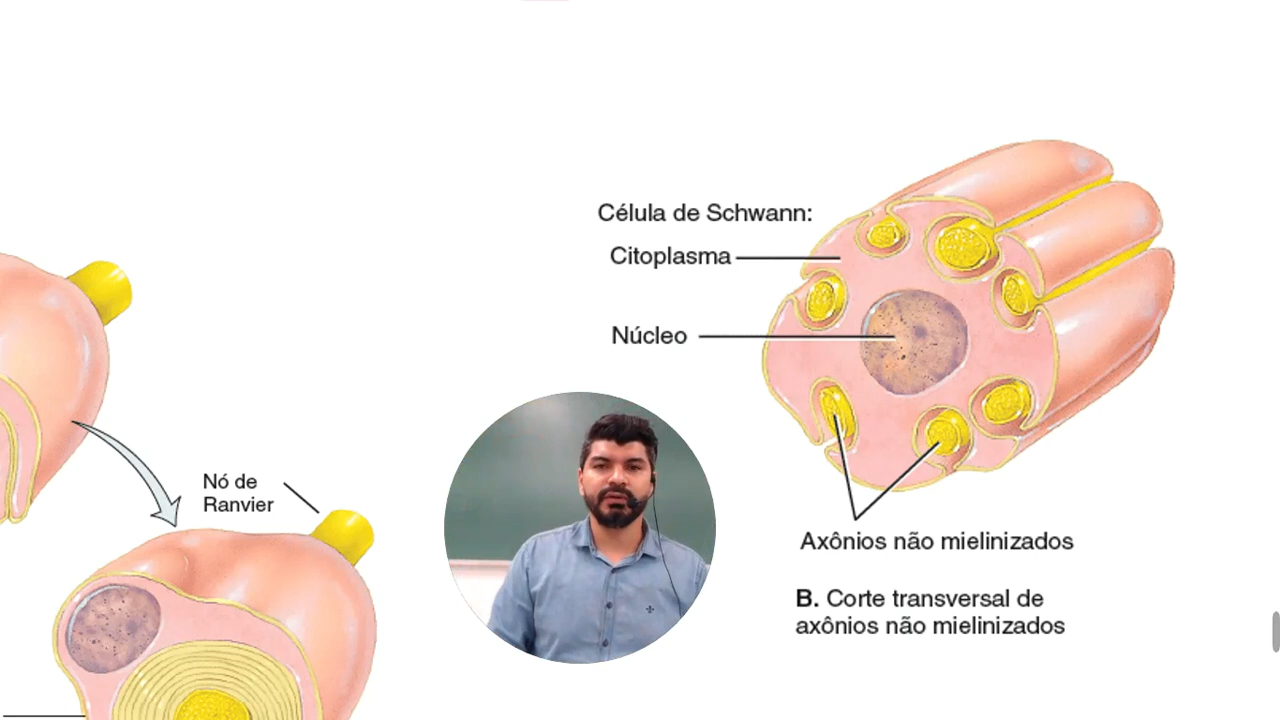 Célula de Schwann:
Citoplasma
Núcleo
Nó de
Ranvier
Axônios não mielinizados
B. Corte transversal de
axônios não mielinizados